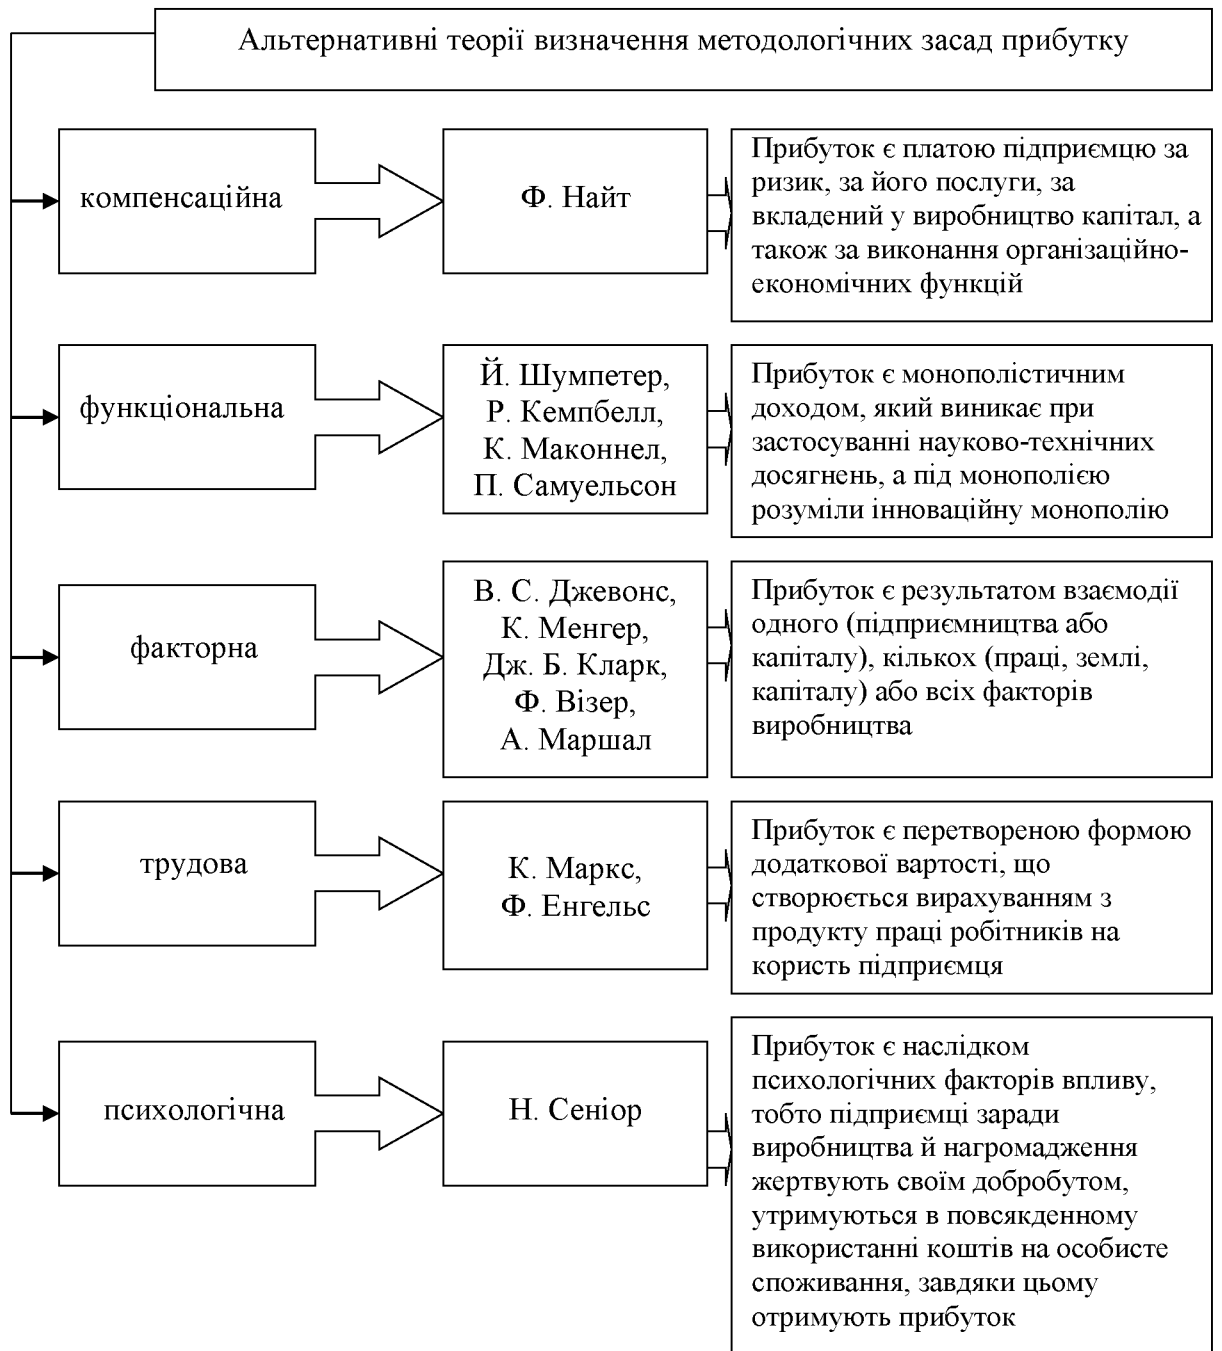 Альтернативні теорії визначення методологічних засад прибутку
компенсаційна
Ф. Найт
Прибуток є платою підприємцю за
ризик, за його послуги, за
вкладений у виробництво капітал, а
також за виконання організаційно-
економічних функцій
функціональна
Й. Шумпетер,
Р. Кемпбелл,
К. Маконнел,
П. Самуельсон
Прибуток є монополістичним
доходом, який виникає при
застосуванні науково-технічних
досягнень, а під монополією
розуміли інноваційну монополію
факторна
В. С. Джевонс,
К. Менгер,
Дж. Б. Кларк,
Ф. Візер,
А. Маршал
Прибуток є результатом взаємодії
одного (підприємництва або
капіталу), кількох (праці, землі,
капіталу) або всіх факторів
виробництва
трудова
К. Маркс,
Ф. Енгельс
Прибуток є перетвореною формою
додаткової вартості, що
створюється вирахуванням з
продукту праці робітників на
користь підприємця
психологічна
Н. Сеніор
Прибуток є наслідком
психологічних факторів впливу,
тобто підприємці заради
виробництва й нагромадження
жертвують своїм добробутом,
утримуються в повсякденному
використанні коштів на особисте
споживання, завдяки цьому
отримують прибуток